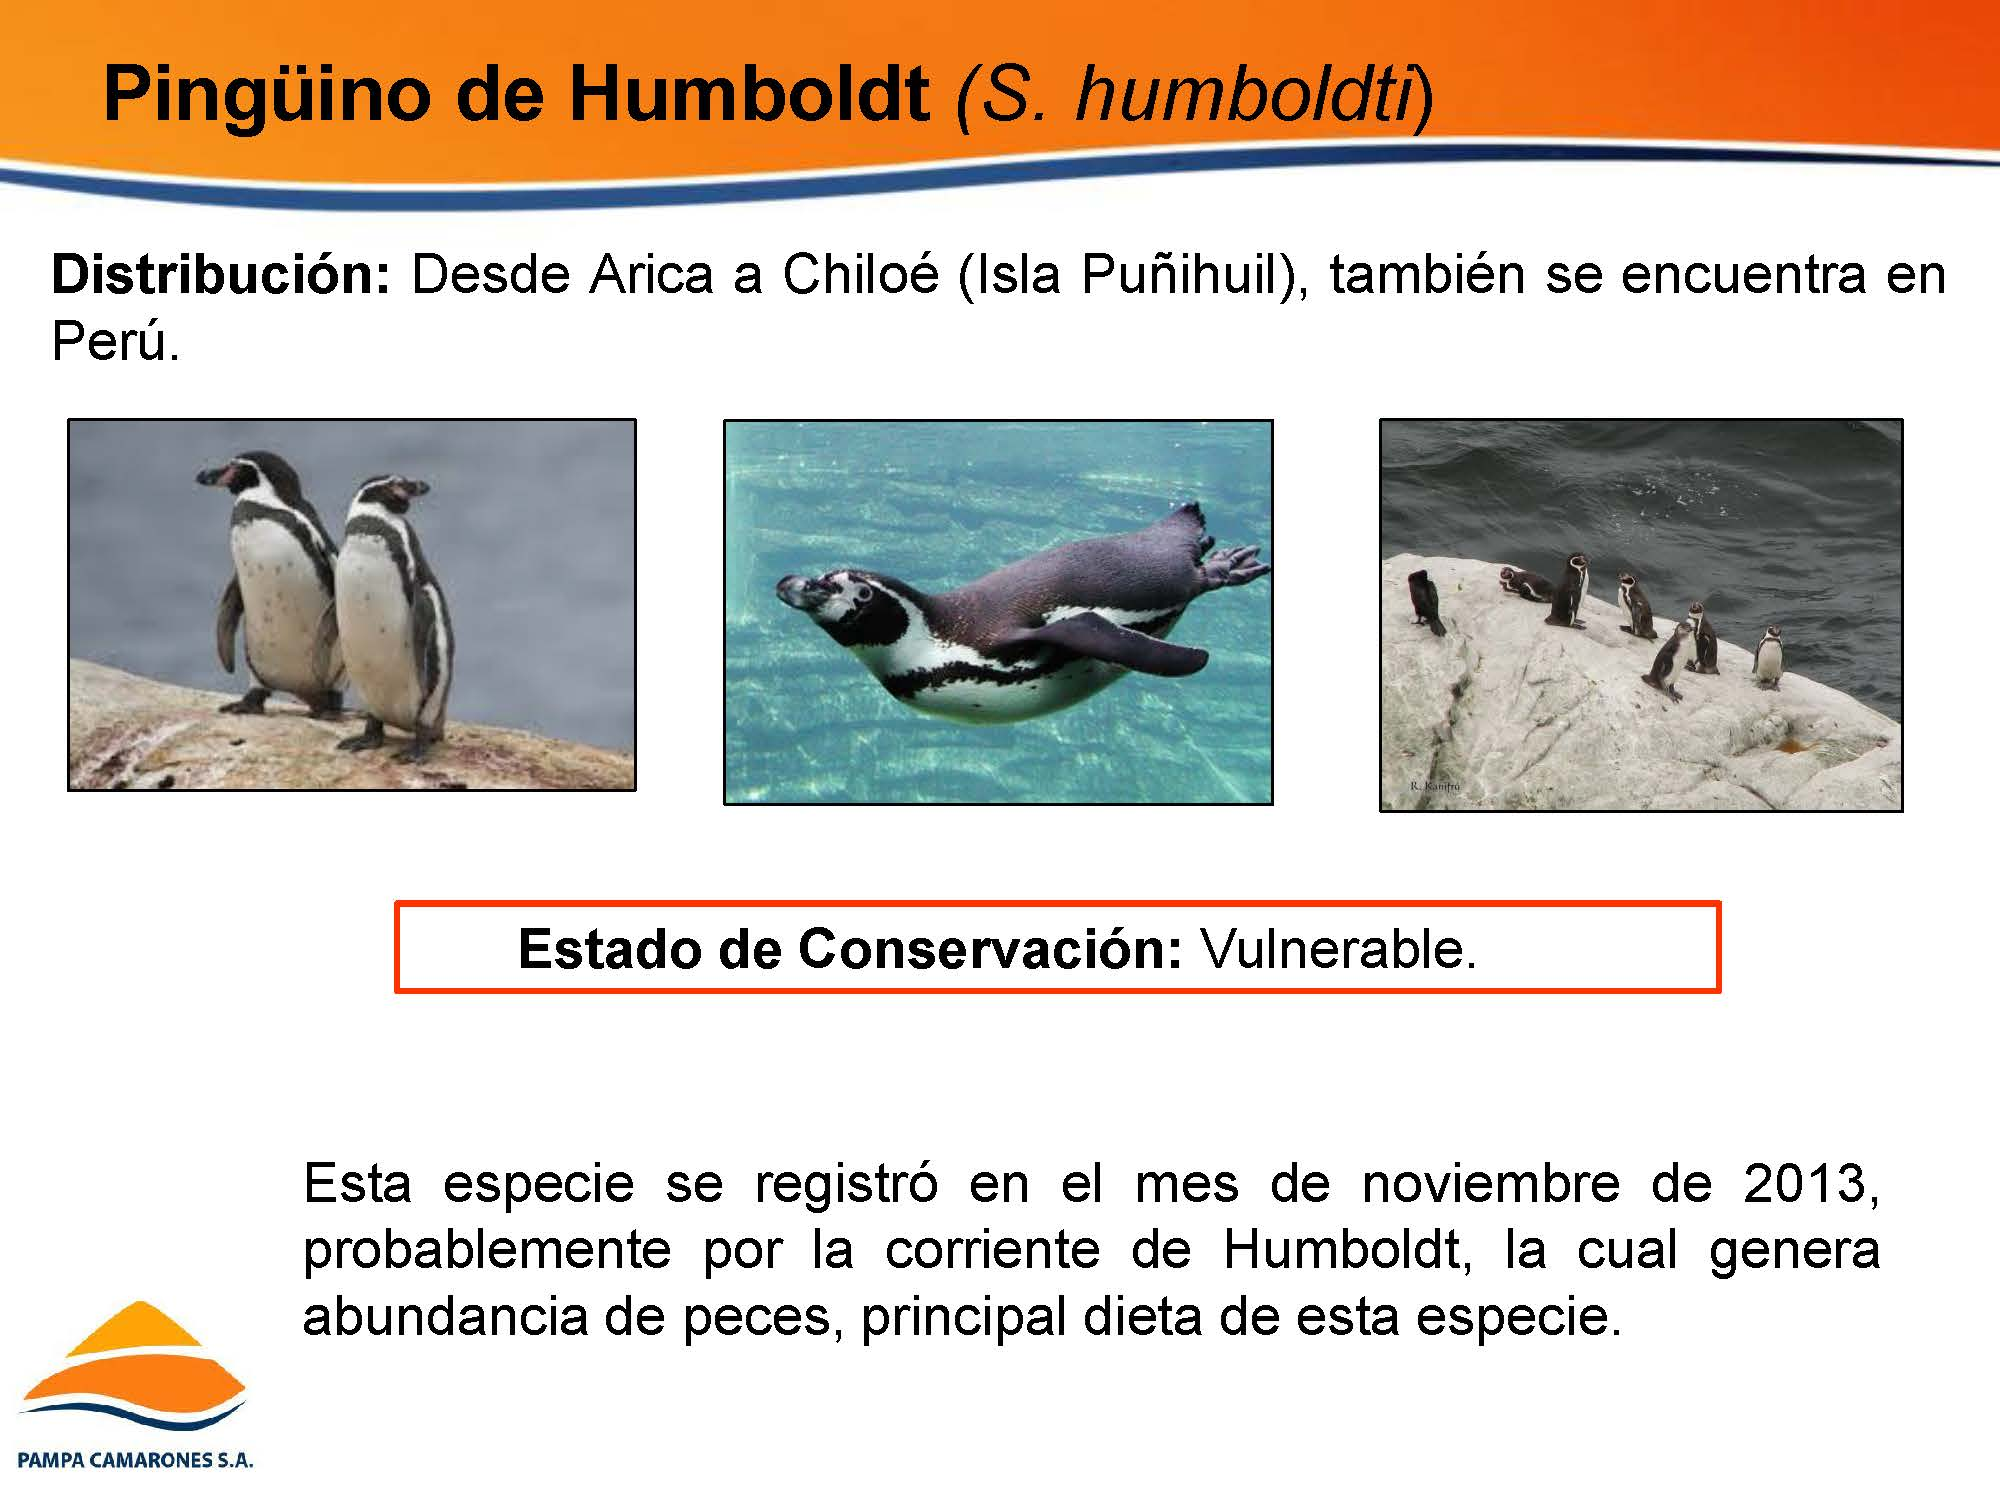 Pingüino de Humboldt (S. humboldti)
Distribución: Desde Arica a Chiloé (Isla Puñihuil), también se encuentra en
Perú.
R. Kanifru
Estado de Conservación: Vulnerable.
Esta especie se registró en el mes de noviembre de 2013,
probablemente por la corriente de Humboldt, la cual genera
abundancia de peces, principal dieta de esta especie.
PAMPA CAMARONES S.A.